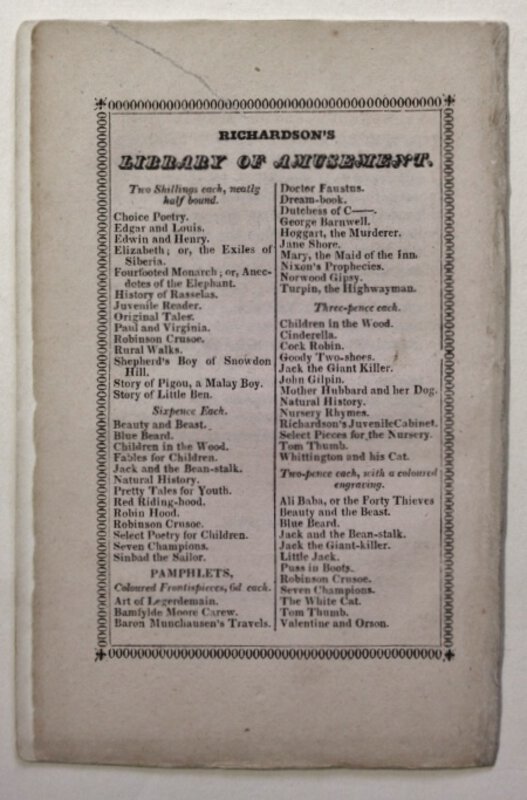 RICHARDSON'S
LIBRARY OF AMUSEMENT.
Two Shillings each, neatly
half bound.
Choice Poetry.
Edgar and Louis.
Edwin and Henry.
Elizabeth; or, the Exiles of
Siberia.
Fourfooted Monarch; or, Anec-
dotes of the Elephant.
History of Rasselas.
Juvenile Reader.
Original Tales.
Paul and Virginia.
Robinson Crusoe.
Rural Walks.
Shepherd's Boy of Snowdon
Hill.
Story of Pigou, a Malay Boy.
Story of Little Ben.
Sixpence Each.
Beauty and Beast.
Blue Beard.
Children in the Wood.
Fables for Children.
Jack and the Bean-stalk.
Natural History.
Pretty Tales for Youth.
Red Riding-hood.
Robin Hood.
Robinson Crusoe.
Select Poetry for Children.
Seven Champions.
Sinbad the Sailor.
PAMPHLETS,
Coloured Frontispieces, 6d each.
Art of Legerdemain.
Bamfylde Moore Carew.
Baron Munchausen's Travels.
Doctor Faustus.
Dream-book.
Dutchess of C——.
George Barnwell.
Hoggart, the Murderer.
Jane Shore.
Mary, the Maid of the Inn.
Nixon's Prophecies.
Norwood Gipsy.
Turpin, the Highwayman.
Three-pence each.
Children in the Wood.
Cinderella.
Cock Robin.
Goody Two-shoes.
Jack the Giant Killer.
John Gilpin.
Mother Hubbard and her Dog.
Natural History.
Nursery Rhymes.
Richardson's Juvenile Cabinet.
Select Pieces for the Nursery.
Tom Thumb.
Whittington and his Cat.
Two-pence each, with a coloured
engraving.
Ali Baba, or the Forty Thieves
Beauty and the Beast.
Blue Beard.
Jack and the Bean-stalk.
Jack the Giant-killer.
Little Jack.
Puss in Boots.
Robinson Crusoe.
Seven Champions.
The White Cat.
Tom Thumb.
Valentine and Orson.